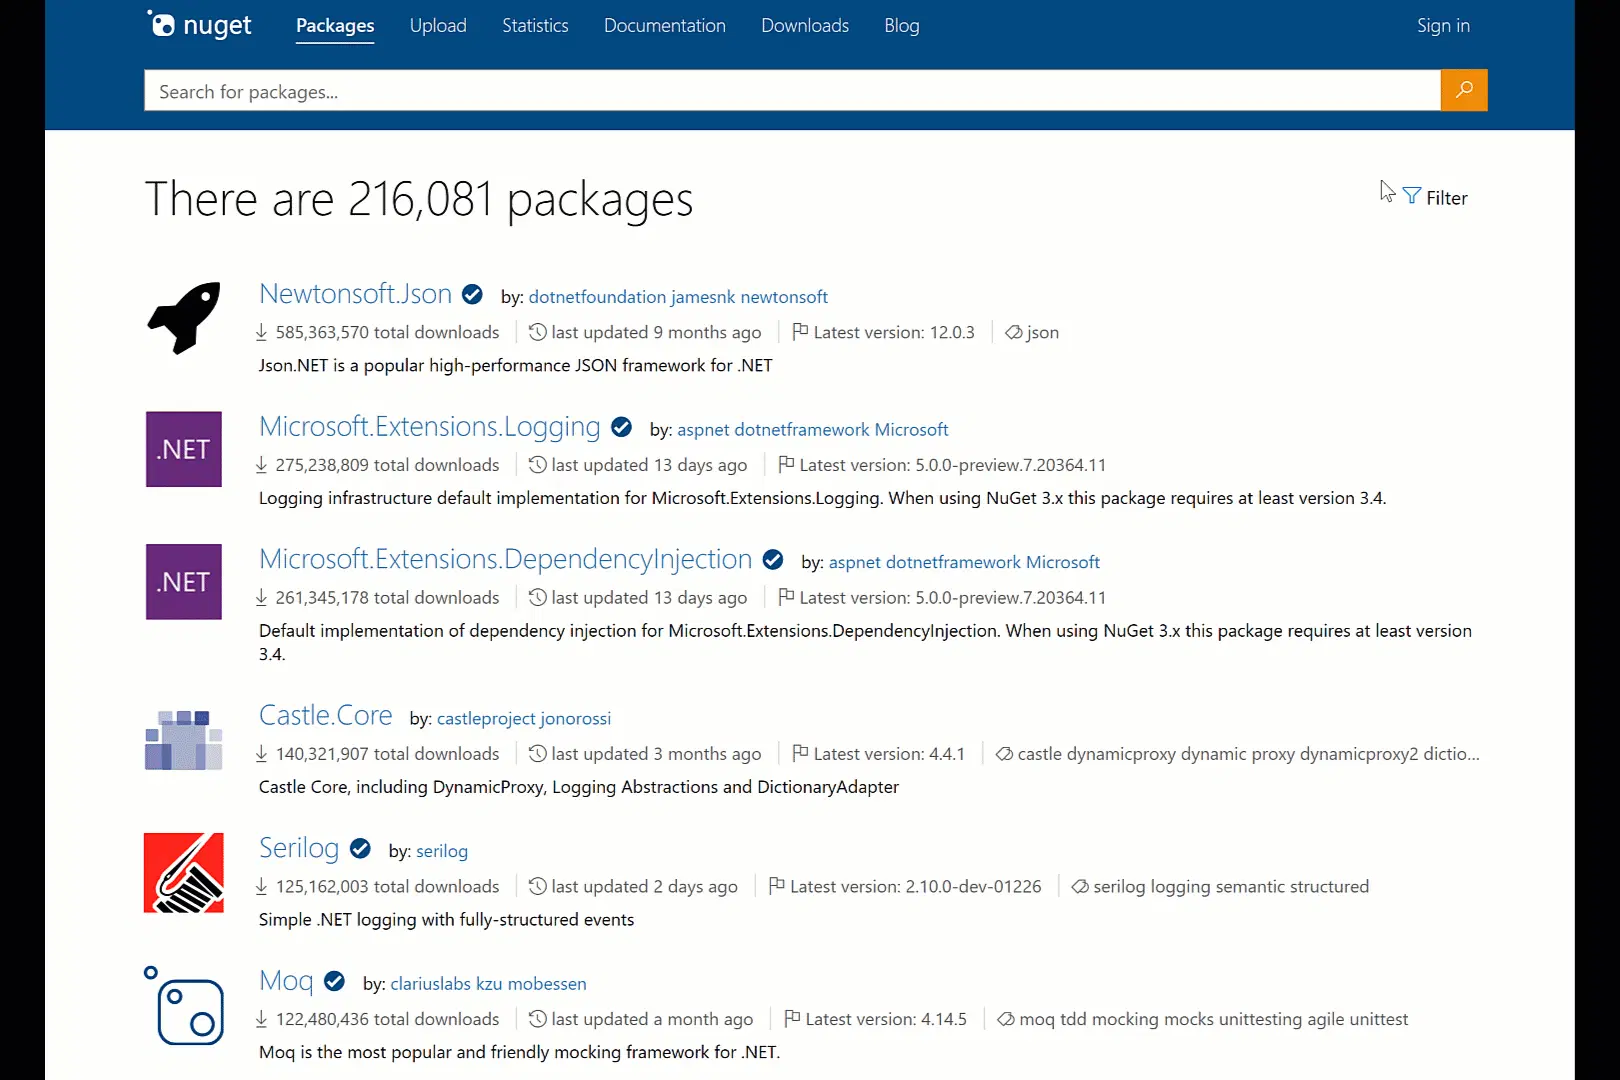 nuget Packages Upload Statistics Documentation Downloads Blog Sign in
Search for packages...
There are 216,081 packages
Filter
Newtonsoft.Json by: dotnetfoundation jamesnk newtonsoft
585,363,570 total downloads last updated 9 months ago Latest version: 12.0.3 json
Json.NET is a popular high-performance JSON framework for .NET
.NET
Microsoft.Extensions.Logging by: aspnet dotnetframework Microsoft
275,238,809 total downloads last updated 13 days ago Latest version: 5.0.0-preview.7.20364.11
Logging infrastructure default implementation for Microsoft.Extensions.Logging. When using NuGet 3.x this package requires at least version 3.4.
.NET
Microsoft.Extensions.DependencyInjection by: aspnet dotnetframework Microsoft
261,345,178 total downloads last updated 13 days ago Latest version: 5.0.0-preview.7.20364.11
Default implementation of dependency injection for Microsoft.Extensions.DependencyInjection. When using NuGet 3.x this package requires at least version
3.4.
Castle.Core by: castleproject jonorossi
140,321,907 total downloads last updated 3 months ago Latest version: 4.4.1 castle dynamicproxy dynamic proxy dynamicproxy2 dictio...
Castle Core, including DynamicProxy, Logging Abstractions and DictionaryAdapter
Serilog by: serilog
125,162,003 total downloads last updated 2 days ago Latest version: 2.10.0-dev-01226 serilog logging semantic structured
Simple .NET logging with fully-structured events
Moq by: clariuslabs kzu mobessen
122,480,436 total downloads last updated a month ago Latest version: 4.14.5 moq tdd mocking mocks unittesting agile unittest
Moq is the most popular and friendly mocking framework for .NET.